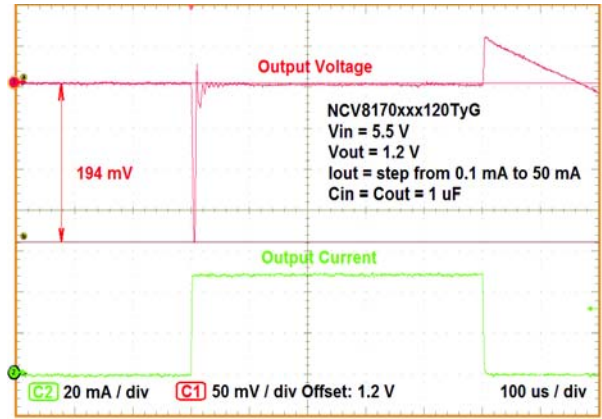 Output Voltage
NCV8170xxx120TyG
Vin = 5.5 V
Vout = 1.2 V
Iout = step from 0.1 mA to 50 mA
Cin = Cout = 1 uF
194 mV
Output Current
C2 20 mA / div C1 50 mV / div Offset: 1.2 V 100 us / div